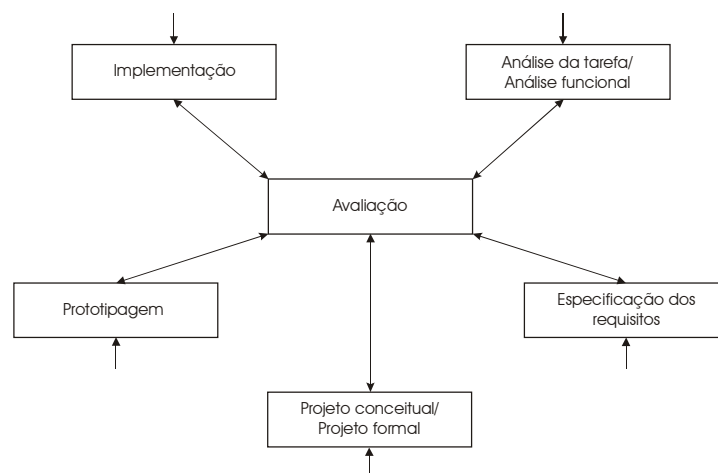 Implementação
Análise da tarefa/
Análise funcional
Avaliação
Prototipagem
Especificação dos
requisitos
Projeto conceitual/
Projeto formal